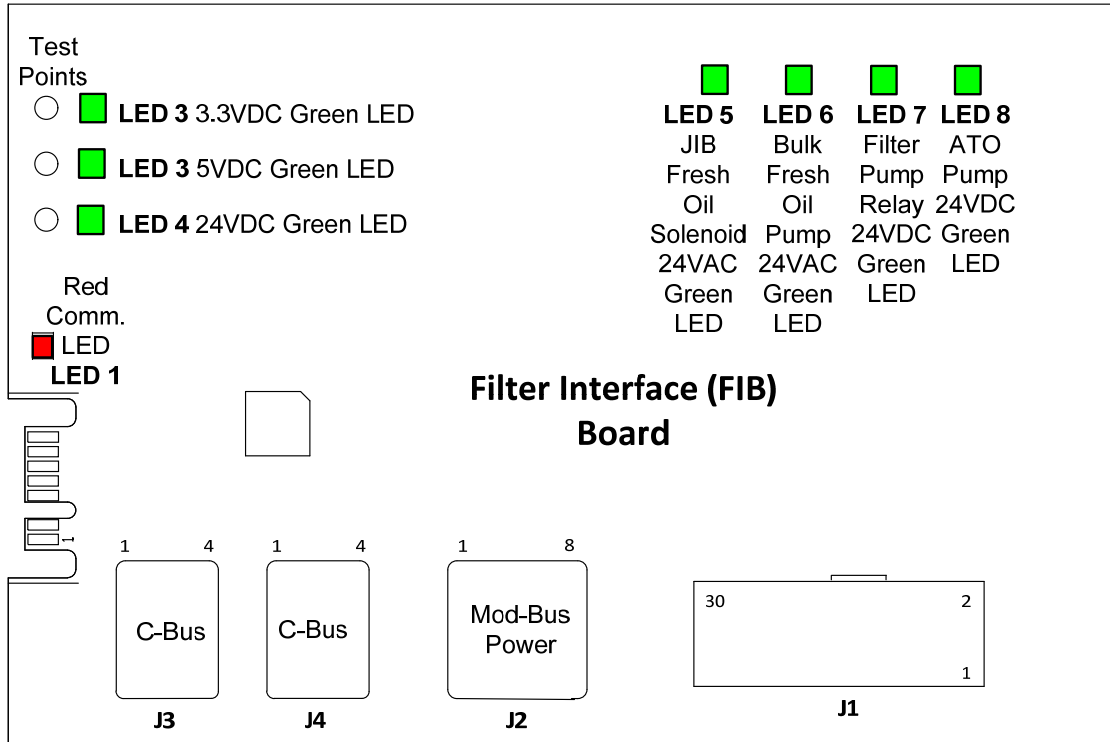 Test
Points
LED 3 3.3VDC Green LED
LED 3 5VDC Green LED
LED 4 24VDC Green LED
Red
Comm.
LED
LED 1
LED 5
JIB
Fresh
Oil
Solenoid
24VAC
Green
LED
LED 6
Bulk
Fresh
Oil
Pump
24VAC
Green
LED
LED 7
Filter
Pump
Relay
24VDC
Green
LED
LED 8
ATO
Pump
24VDC
Green
LED
Filter Interface (FIB)
Board
1
1 4
C-Bus
J3
1 4
C-Bus
J4
1 8
Mod-Bus
Power
J2
30 2
1
J1